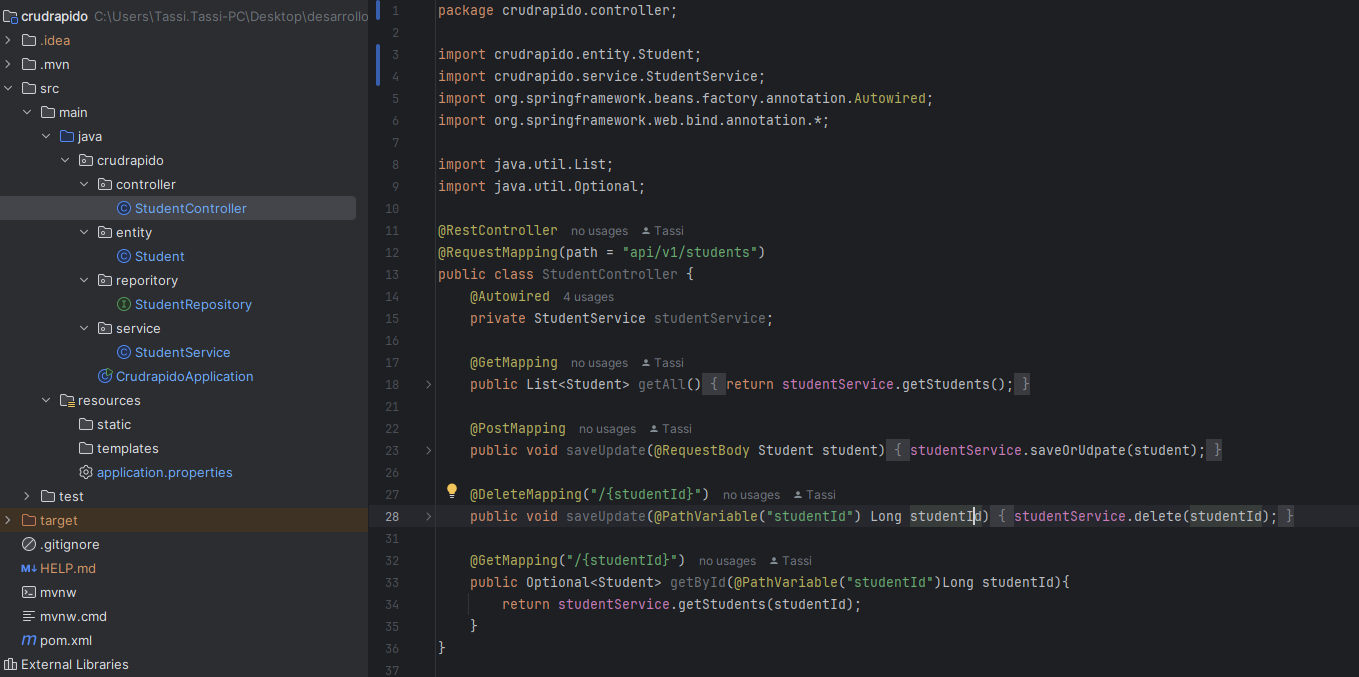 crudrapido C:\Users\Tassi.Tassi-PC\Desktop\desarrollo
.idea
.mvn
src
main
java
crudrapido
controller
StudentController
entity
Student
reporitory
StudentRepository
service
StudentService
CrudrapidoApplication
resources
static
templates
application.properties
test
target
.gitignore
M↓ HELP.md
mvnw
mvnw.cmd
m pom.xml
External Libraries
1 package crudrapido.controller;
2
3 import crudrapido.entity.Student;
4 import crudrapido.service.StudentService;
5 import org.springframework.beans.factory.annotation.Autowired;
6 import org.springframework.web.bind.annotation.*;
7
8 import java.util.List;
9 import java.util.Optional;
10
11 @RestController no usages Tassi
12 @RequestMapping(path = "api/v1/students")
13 public class StudentController {
14 @Autowired 4 usages
15 private StudentService studentService;
16
17 @GetMapping no usages Tassi
18 public List<Student> getAll() { return studentService.getStudents(); }
21
22 @PostMapping no usages Tassi
23 public void saveUpdate(@RequestBody Student student) { studentService.saveOrUdpate(student); }
26
27 @DeleteMapping("/{studentId}") no usages Tassi
28 public void saveUpdate(@PathVariable("studentId") Long studentId) { studentService.delete(studentId); }
31
32 @GetMapping("/{studentId}") no usages Tassi
33 public Optional<Student> getById(@PathVariable("studentId")Long studentId){
34 return studentService.getStudents(studentId);
35 }
36 }
37